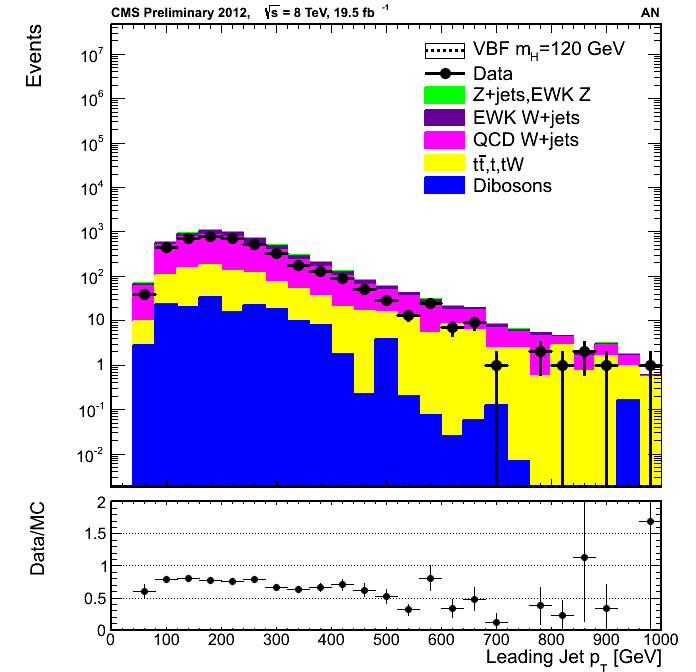 CMS Preliminary 2012, √s = 8 TeV, 19.5 fb⁻¹ AN
Events
10⁷
10⁶
10⁵
10⁴
10³
10²
10
1
10⁻¹
10⁻²
VBF m_H=120 GeV
Data
Z+jets,EWK Z
EWK W+jets
QCD W+jets
tt̄,t,tW
Dibosons
Data/MC
2
1.5
1
0.5
0
0 100 200 300 400 500 600 700 800 900 1000
Leading Jet p_T [GeV]